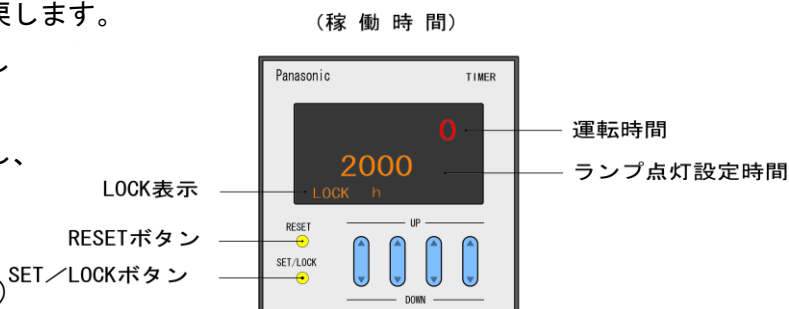 戻します。
(稼 働 時 間)
Panasonic
TIMER
0
運転時間
2000
ランプ点灯設定時間
LOCK h
LOCK表示
RESET
UP
RESETボタン
SET/LOCK
SET／LOCKボタン
DOWN